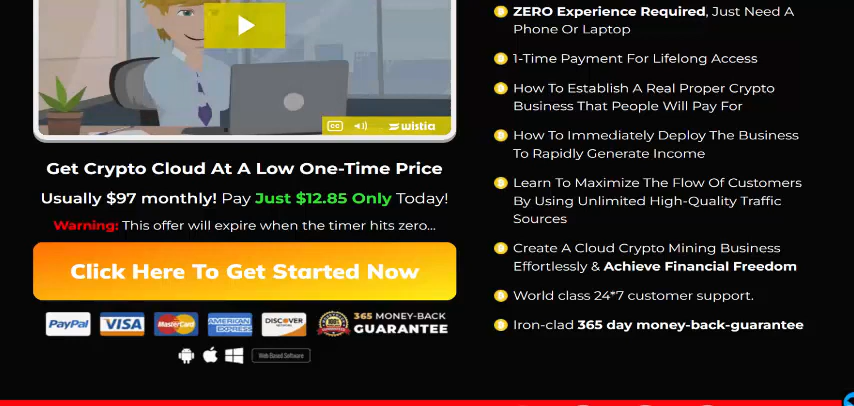 CC
wistia
Get Crypto Cloud At A Low One-Time Price
Usually $97 monthly! Pay Just $12.85 Only Today!
Warning: This offer will expire when the timer hits zero...
Click Here To Get Started Now
PayPal
VISA
MasterCard
AMERICAN
EXPRESS
DISCOVER
365 MONEY-BACK
GUARANTEE
Web Based Software
ZERO Experience Required, Just Need A
Phone Or Laptop
1-Time Payment For Lifelong Access
How To Establish A Real Proper Crypto
Business That People Will Pay For
How To Immediately Deploy The Business
To Rapidly Generate Income
Learn To Maximize The Flow Of Customers
By Using Unlimited High-Quality Traffic
Sources
Create A Cloud Crypto Mining Business
Effortlessly & Achieve Financial Freedom
World class 24*7 customer support.
Iron-clad 365 day money-back-guarantee